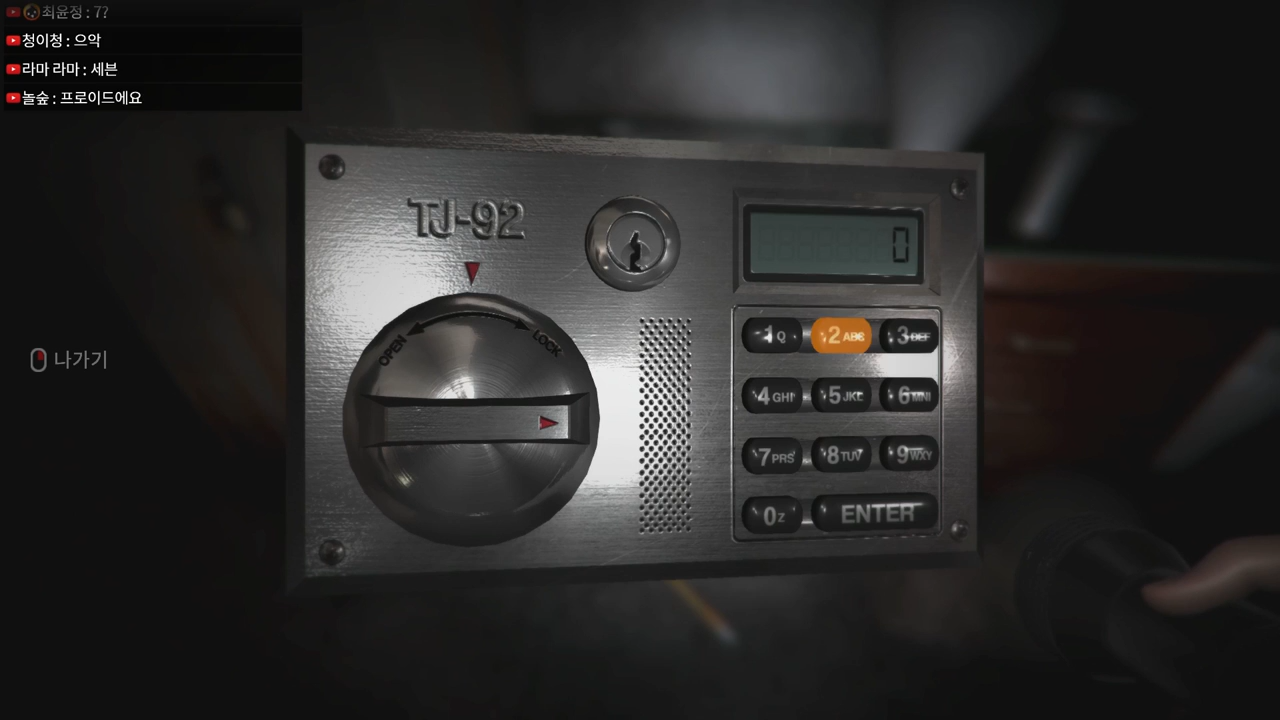 최윤정 : 7?
청이청 : 으악
라마 라마 : 세븐
놀숲 : 프로이드에요
TJ-92
0
OPEN
LOCK
1 Q
2 ABC
3 DEF
4 GHI
5 JKL
6 MN
7 PRS
8 TUV
9 WXY
0 Z
ENTER
나가기